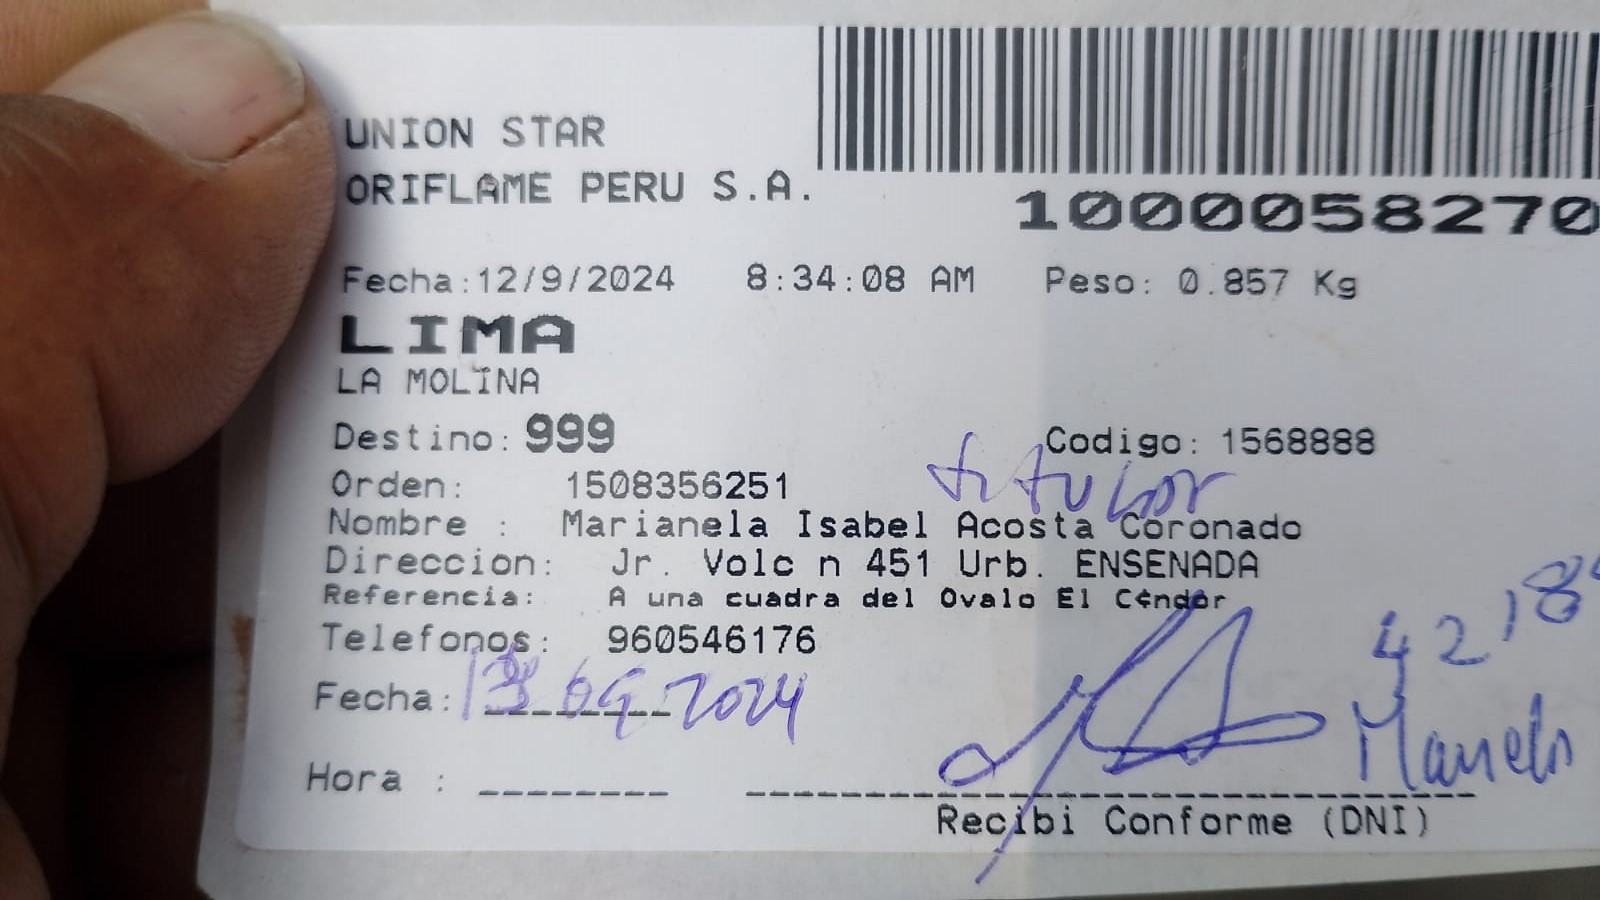 UNION STAR
ORIFLAME PERU S.A.
1000058270
Fecha:12/9/2024 8:34:08 AM Peso: 0.857 Kg
LIMA
LA MOLINA
Destino: 999 Codigo: 1568888
titular
Orden: 1508356251
Nombre : Marianela Isabel Acosta Coronado
Direccion: Jr. Volc n 451 Urb. ENSENADA
Referencia: A una cuadra del Ovalo El C¢ndor
Telefonos: 960546176
4218
Fecha: 13 09 2024
Hora :
Recibi Conforme (DNI)